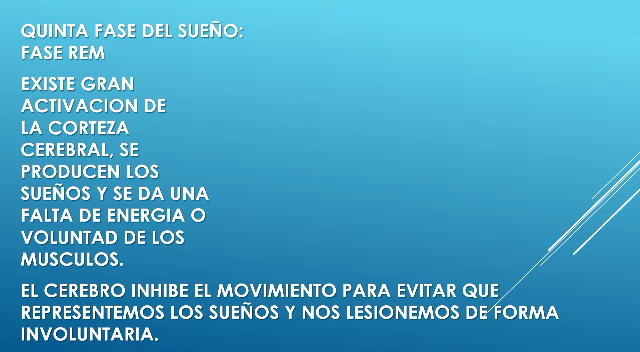 QUINTA FASE DEL SUEÑO:
FASE REM
EXISTE GRAN
ACTIVACION DE
LA CORTEZA
CEREBRAL, SE
PRODUCEN LOS
SUEÑOS Y SE DA UNA
FALTA DE ENERGIA O
VOLUNTAD DE LOS
MUSCULOS.
EL CEREBRO INHIBE EL MOVIMIENTO PARA EVITAR QUE
REPRESENTEMOS LOS SUEÑOS Y NOS LESIONEMOS DE FORMA
INVOLUNTARIA.